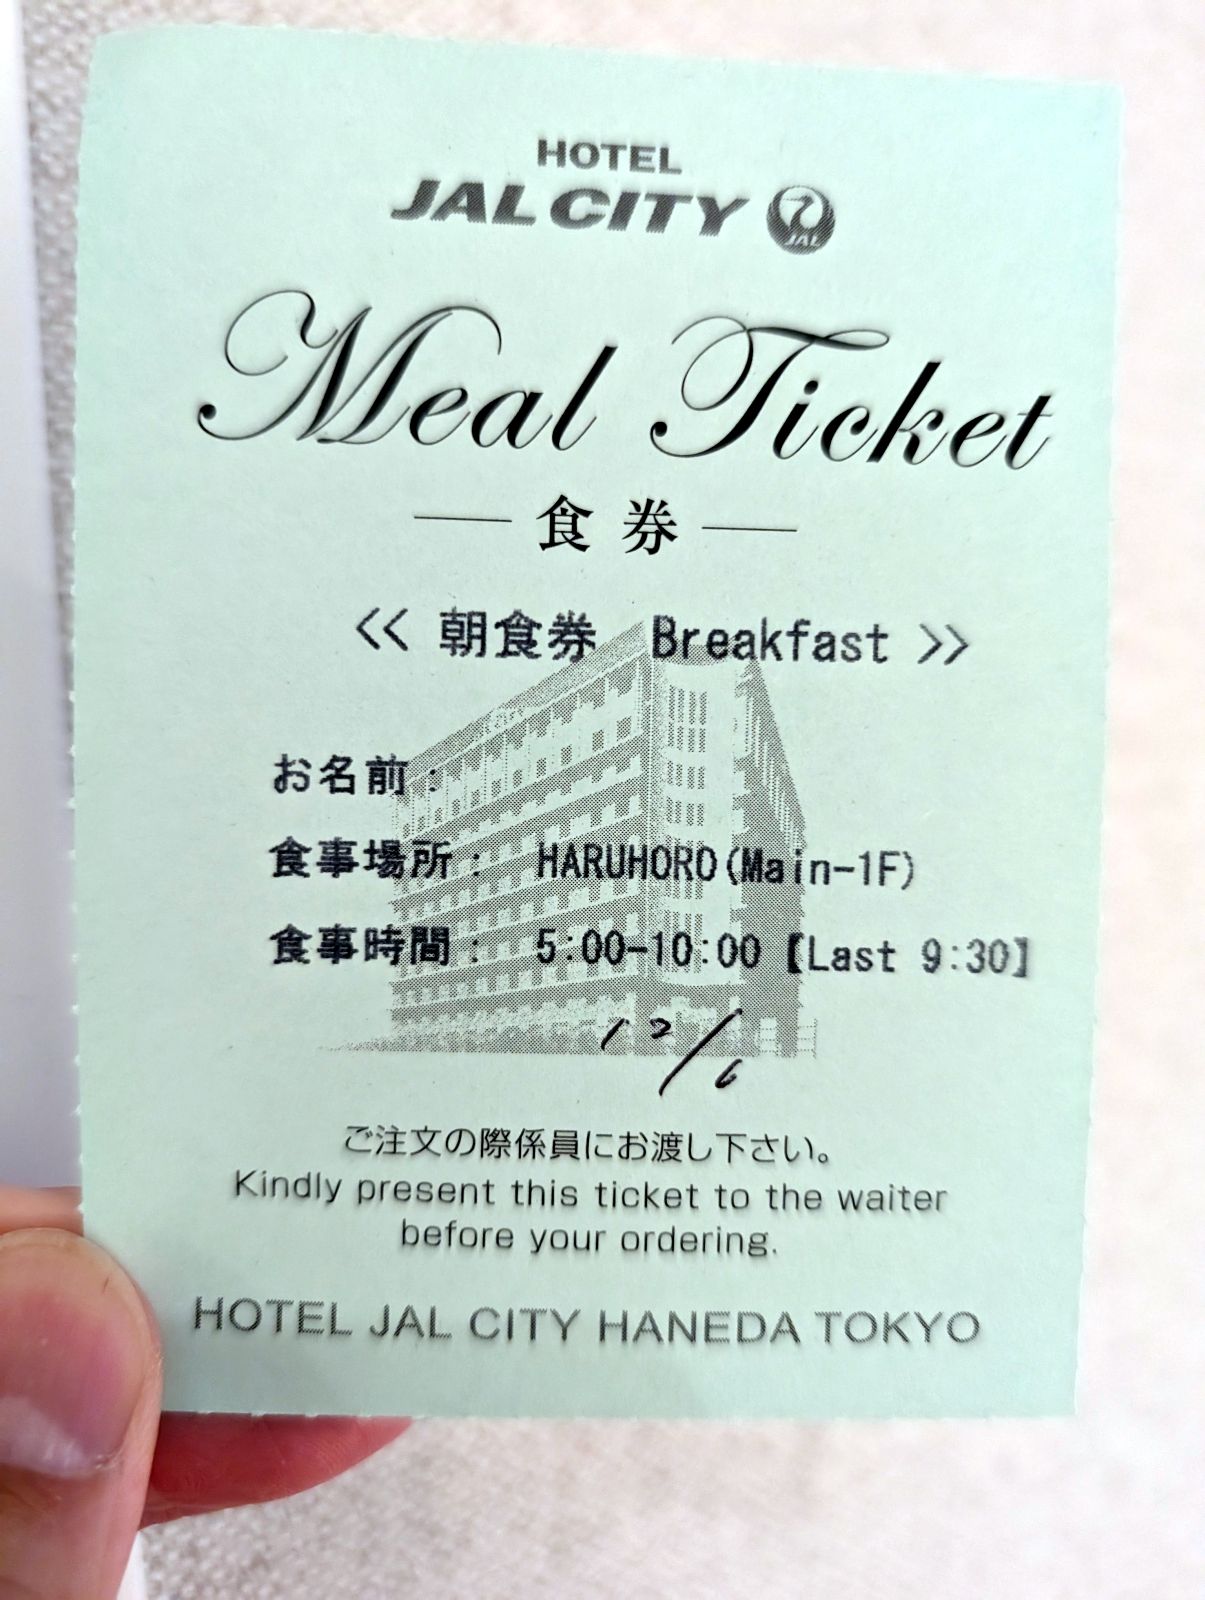 HOTEL
JAL CITY JAL
Meal Ticket
食券
<< 朝食券 Breakfast >>
お名前:
食事場所: HARUHORO(Main-1F)
食事時間: 5:00-10:00【Last 9:30】
12/6
ご注文の際係員にお渡し下さい。
Kindly present this ticket to the waiter
before your ordering.
HOTEL JAL CITY HANEDA TOKYO